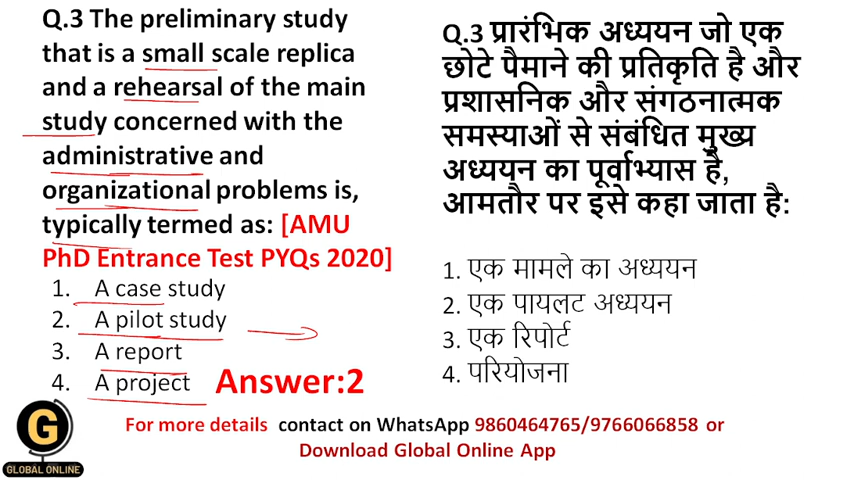 Q.3 The preliminary study
that is a small scale replica
and a rehearsal of the main
study concerned with the
administrative and
organizational problems is,
typically termed as: [AMU
PhD Entrance Test PYQs 2020]
1. A case study
2. A pilot study
3. A report
4. A project
Answer:2
Q.3 प्रारंभिक अध्ययन जो एक
छोटे पैमाने की प्रतिकृति है और
प्रशासनिक और संगठनात्मक
समस्याओं से संबंधित मुख्य
अध्ययन का पूर्वाभ्यास है,
आमतौर पर इसे कहा जाता है:
1. एक मामले का अध्ययन
2. एक पायलट अध्ययन
3. एक रिपोर्ट
4. परियोजना
G
GLOBAL ONLINE
For more details contact on WhatsApp 9860464765/9766066858 or
Download Global Online App